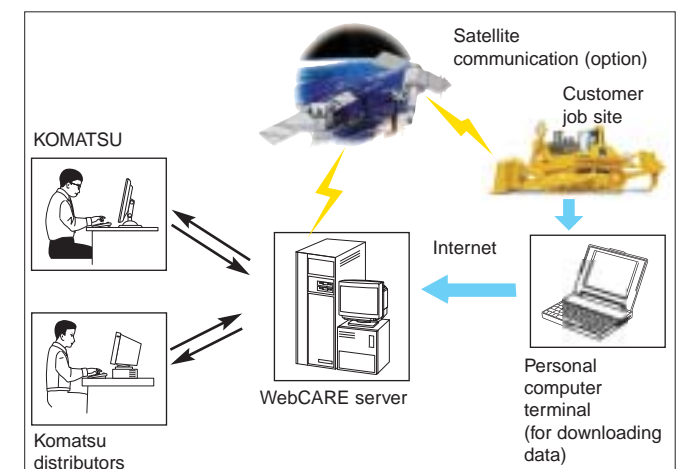 Satellite
communication (option)
Customer
job site
KOMATSU
Internet
WebCARE server
Personal
computer
terminal
(for downloading
data)
Komatsu
distributors